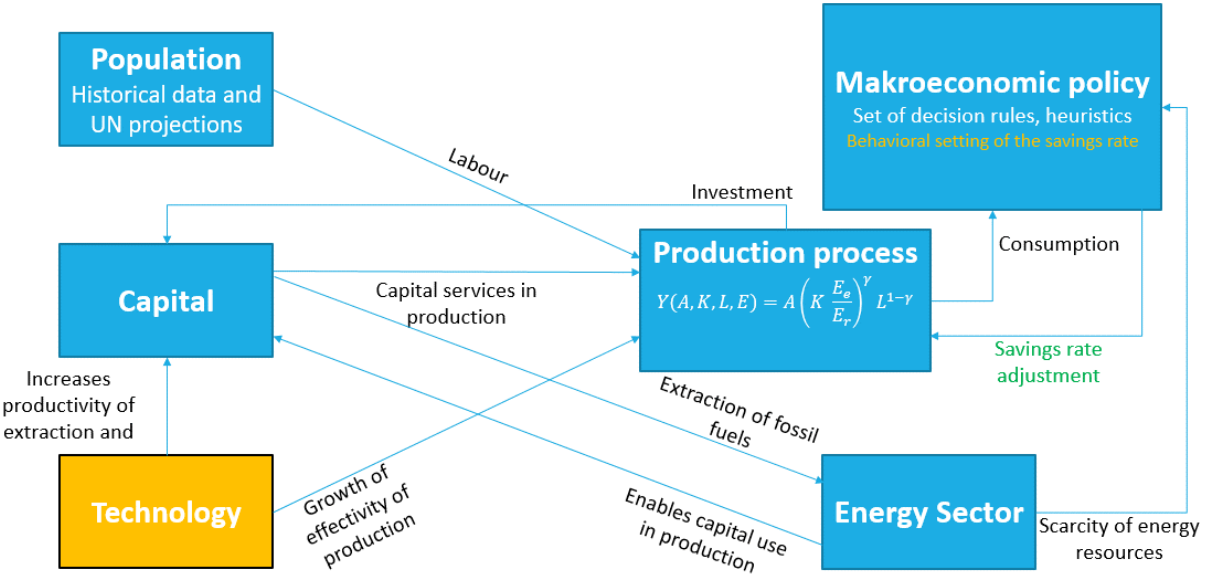 Population
Historical data and
UN projections
Makroeconomic policy
Set of decision rules, heuristics
Behavioral setting of the savings rate
Labour
Investment
Capital
Capital services in
production
Production process
Y(A, K, L, E) = A(K E_e/E_r)^γ L^{1−γ}
Consumption
Savings rate
adjustment
Increases
productivity of
extraction and
Extraction of fossil
fuels
Technology
Growth of
effectivity of
production
Enables capital use
in production
Energy Sector
Scarcity of energy
resources